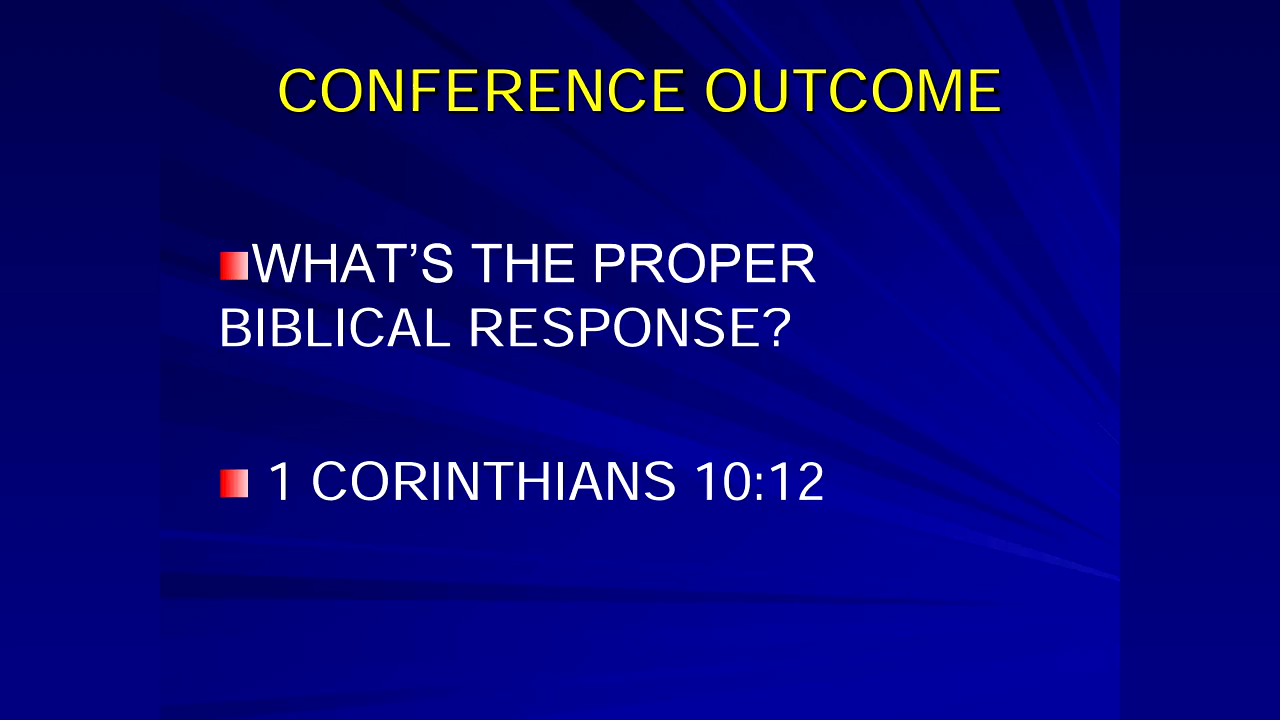 CONFERENCE OUTCOME
WHAT’S THE PROPER
BIBLICAL RESPONSE?
1 CORINTHIANS 10:12